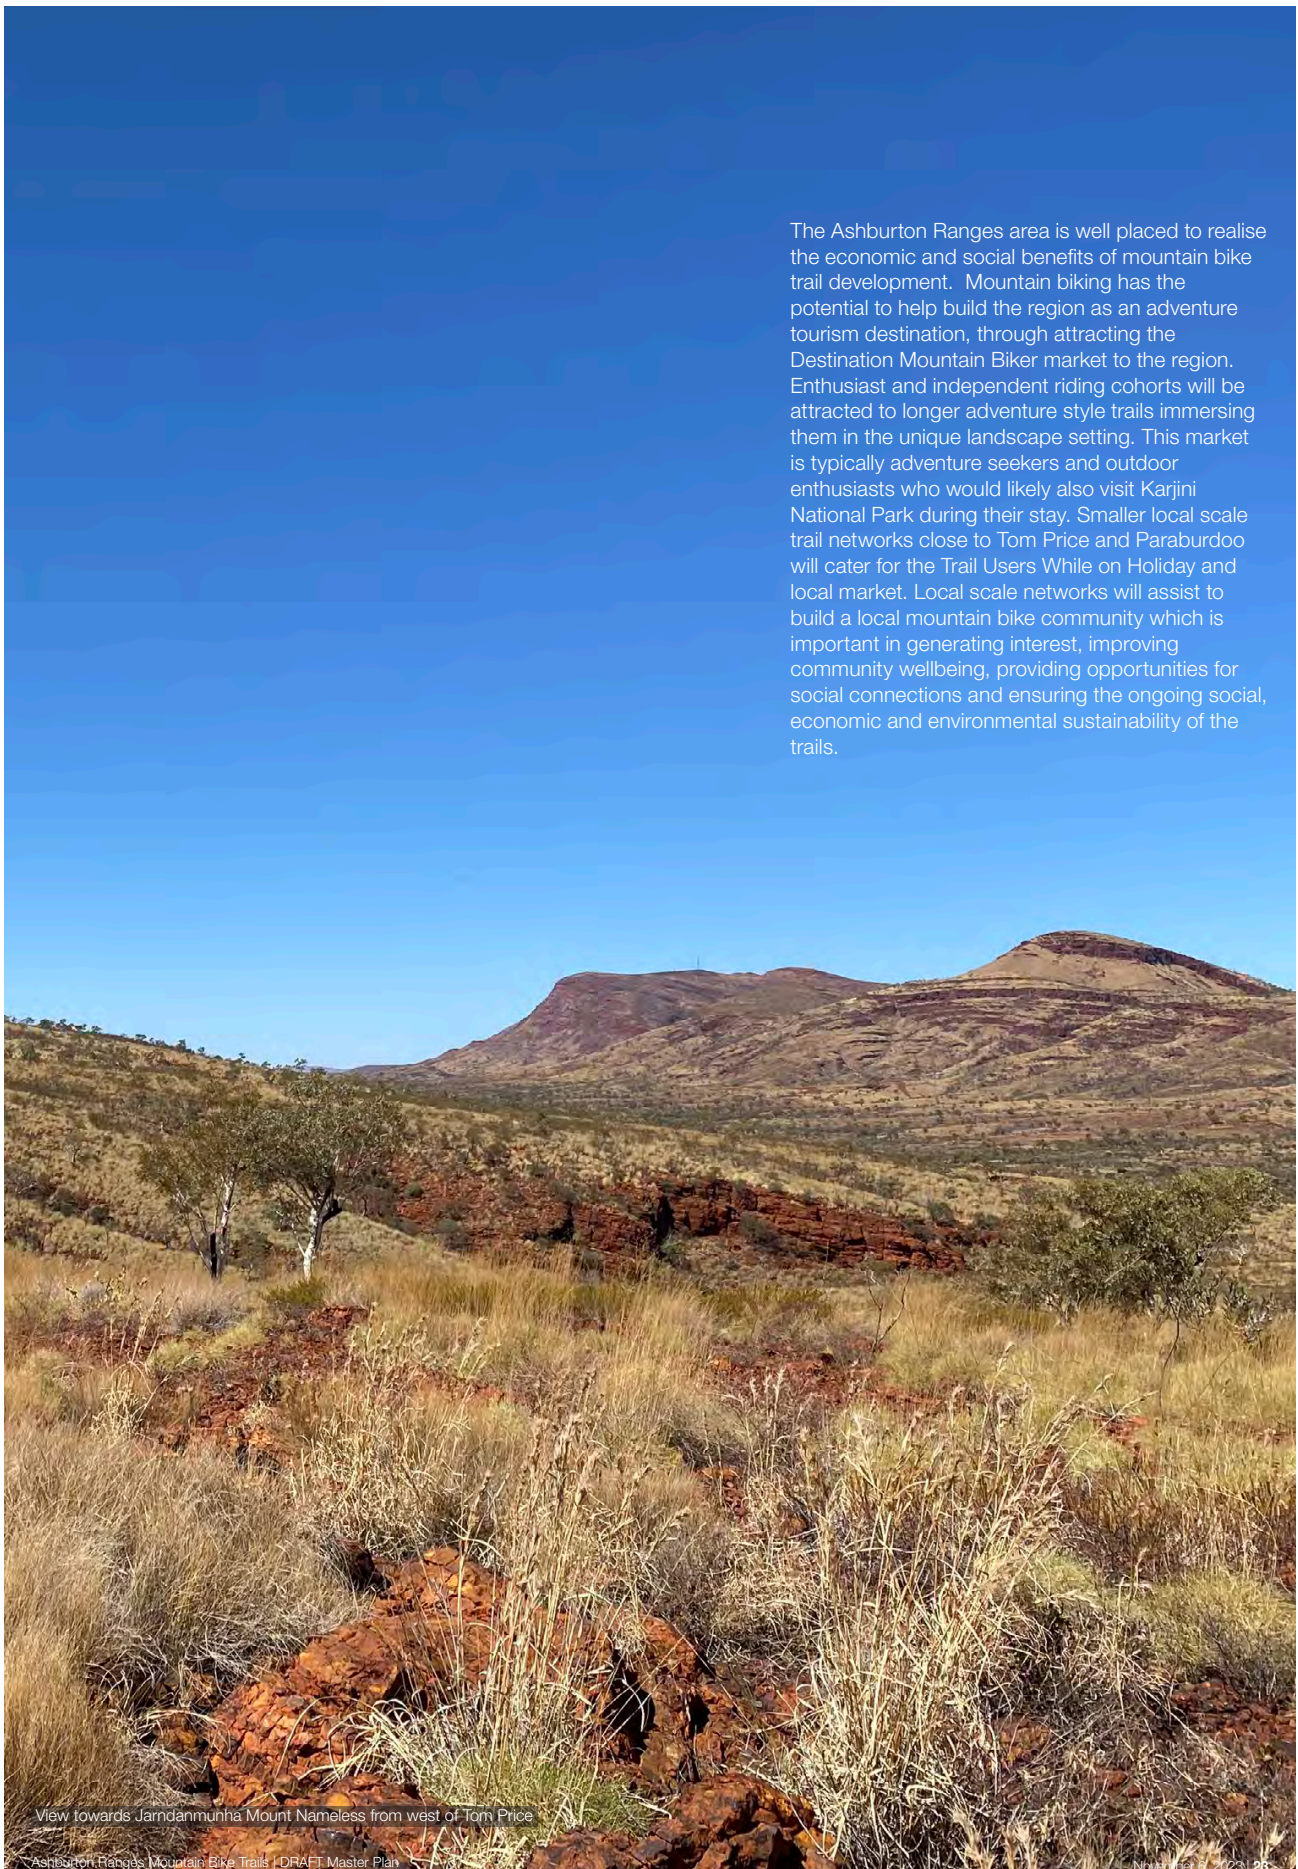 The Ashburton Ranges area is well placed to realise
the economic and social benefits of mountain bike
trail development.  Mountain biking has the
potential to help build the region as an adventure
tourism destination, through attracting the
Destination Mountain Biker market to the region.
Enthusiast and independent riding cohorts will be
attracted to longer adventure style trails immersing
them in the unique landscape setting. This market
is typically adventure seekers and outdoor
enthusiasts who would likely also visit Karjini
National Park during their stay. Smaller local scale
trail networks close to Tom Price and Paraburdoo
will cater for the Trail Users While on Holiday and
local market. Local scale networks will assist to
build a local mountain bike community which is
important in generating interest, improving
community wellbeing, providing opportunities for
social connections and ensuring the ongoing social,
economic and environmental sustainability of the
trails.
View towards Jarndanmunha Mount Nameless from west of Tom Price
Ashburton Ranges Mountain Bike Trails | DRAFT Master Plan
November